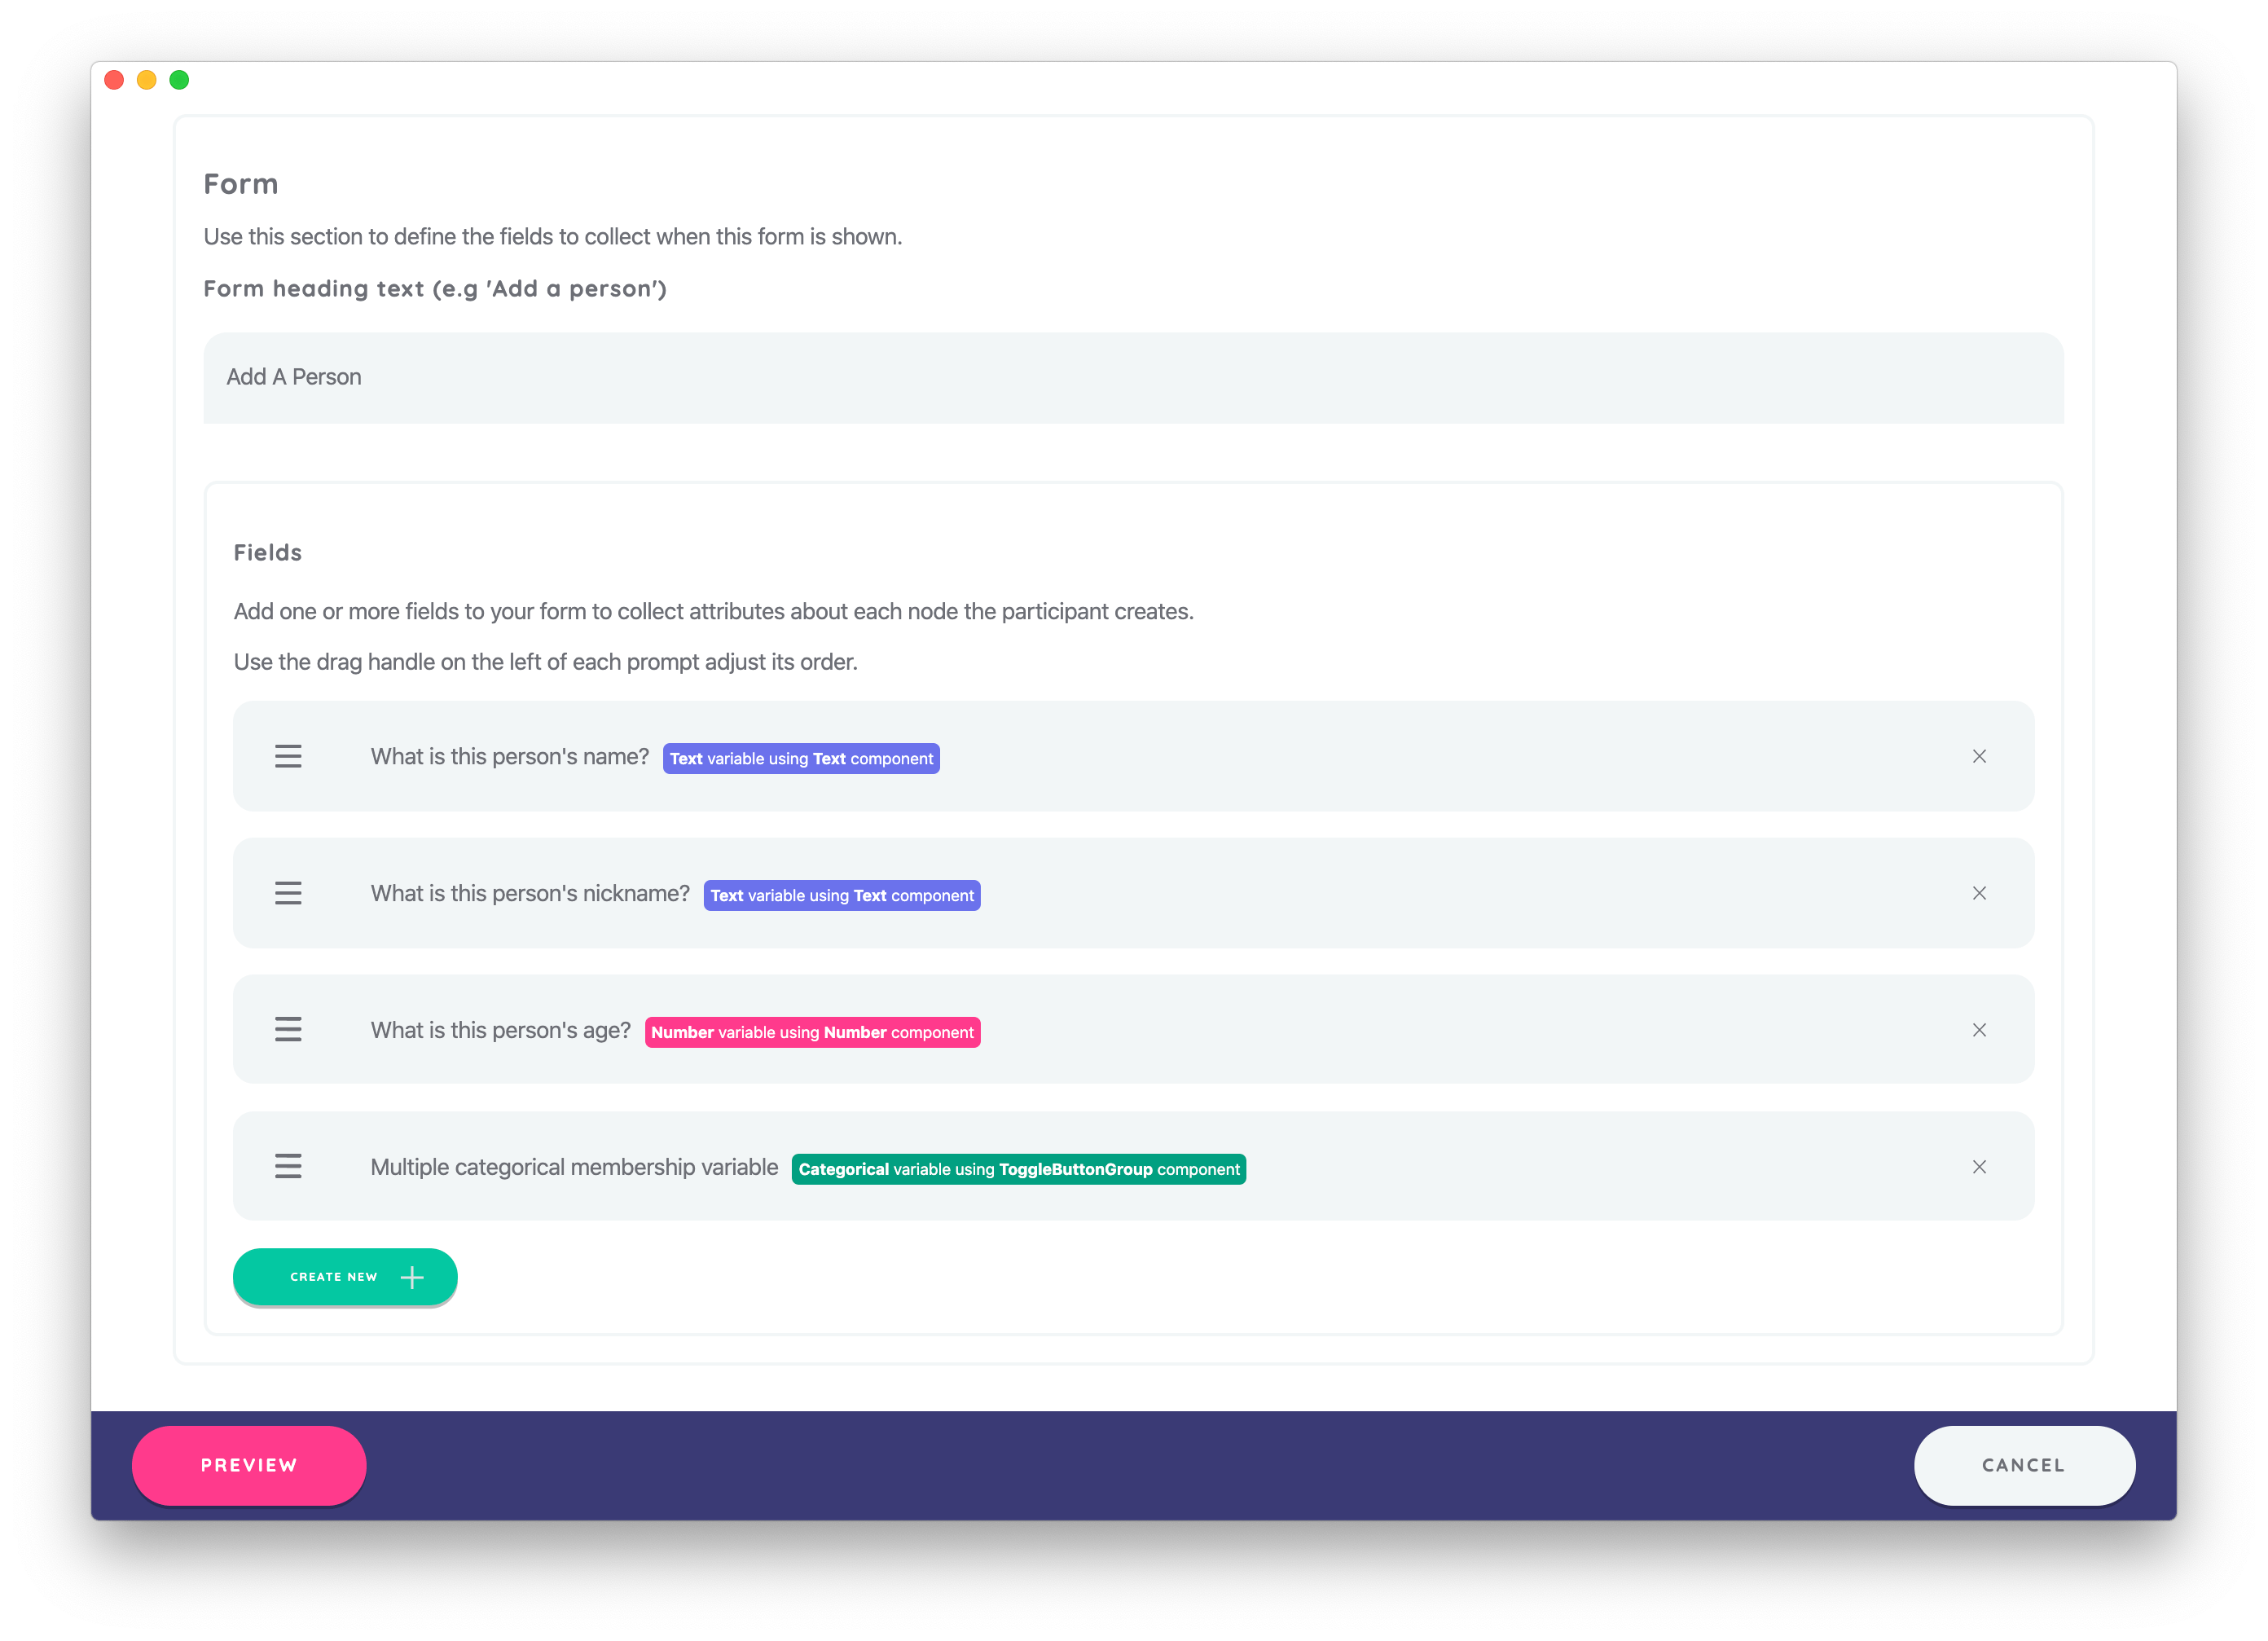 Form
Use this section to define the fields to collect when this form is shown.
Form heading text (e.g 'Add a person')
Add A Person
Fields
Add one or more fields to your form to collect attributes about each node the participant creates.
Use the drag handle on the left of each prompt adjust its order.
What is this person's name? Text variable using Text component
What is this person's nickname? Text variable using Text component
What is this person's age? Number variable using Number component
Multiple categorical membership variable Categorical variable using ToggleButtonGroup component
CREATE NEW
PREVIEW CANCEL